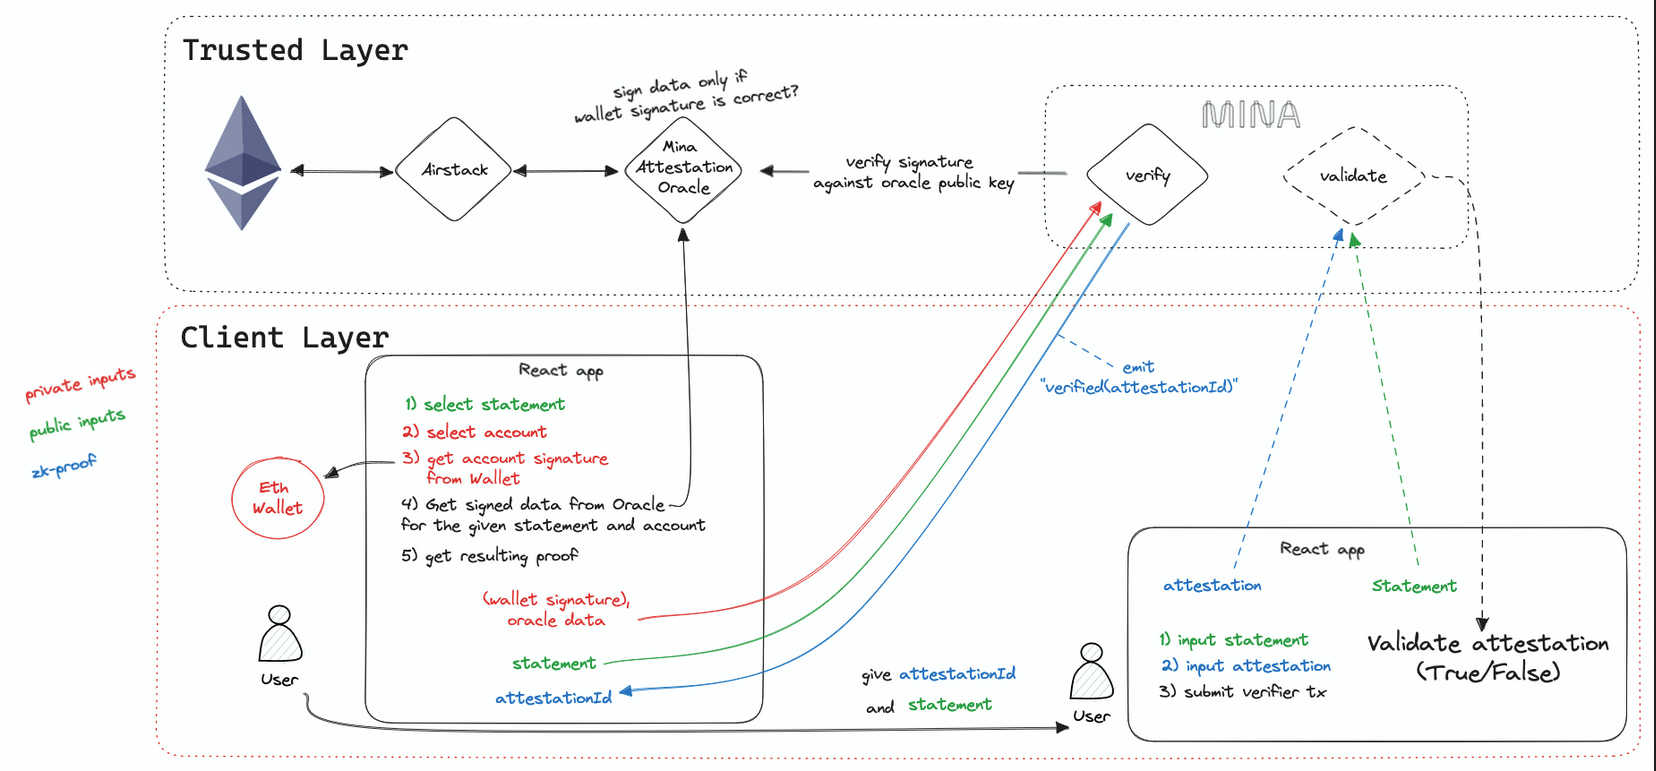 Trusted Layer
sign data only if
wallet signature is correct?
MINA
Airstack
Mina
Attestation
Oracle
verify signature
against oracle public key
verify
validate
Client Layer
private inputs
public inputs
zk-proof
React app
1) select statement
2) select account
3) get account signature
from Wallet
4) Get signed data from Oracle
for the given statement and account
5) get resulting proof
(wallet signature),
oracle data
statement
attestationId
Eth
Wallet
User
emit
"verified(attestationId)"
give attestationId
and statement
User
React app
attestation
Statement
1) input statement
2) input attestation
3) submit verifier tx
Validate attestation
(True/False)